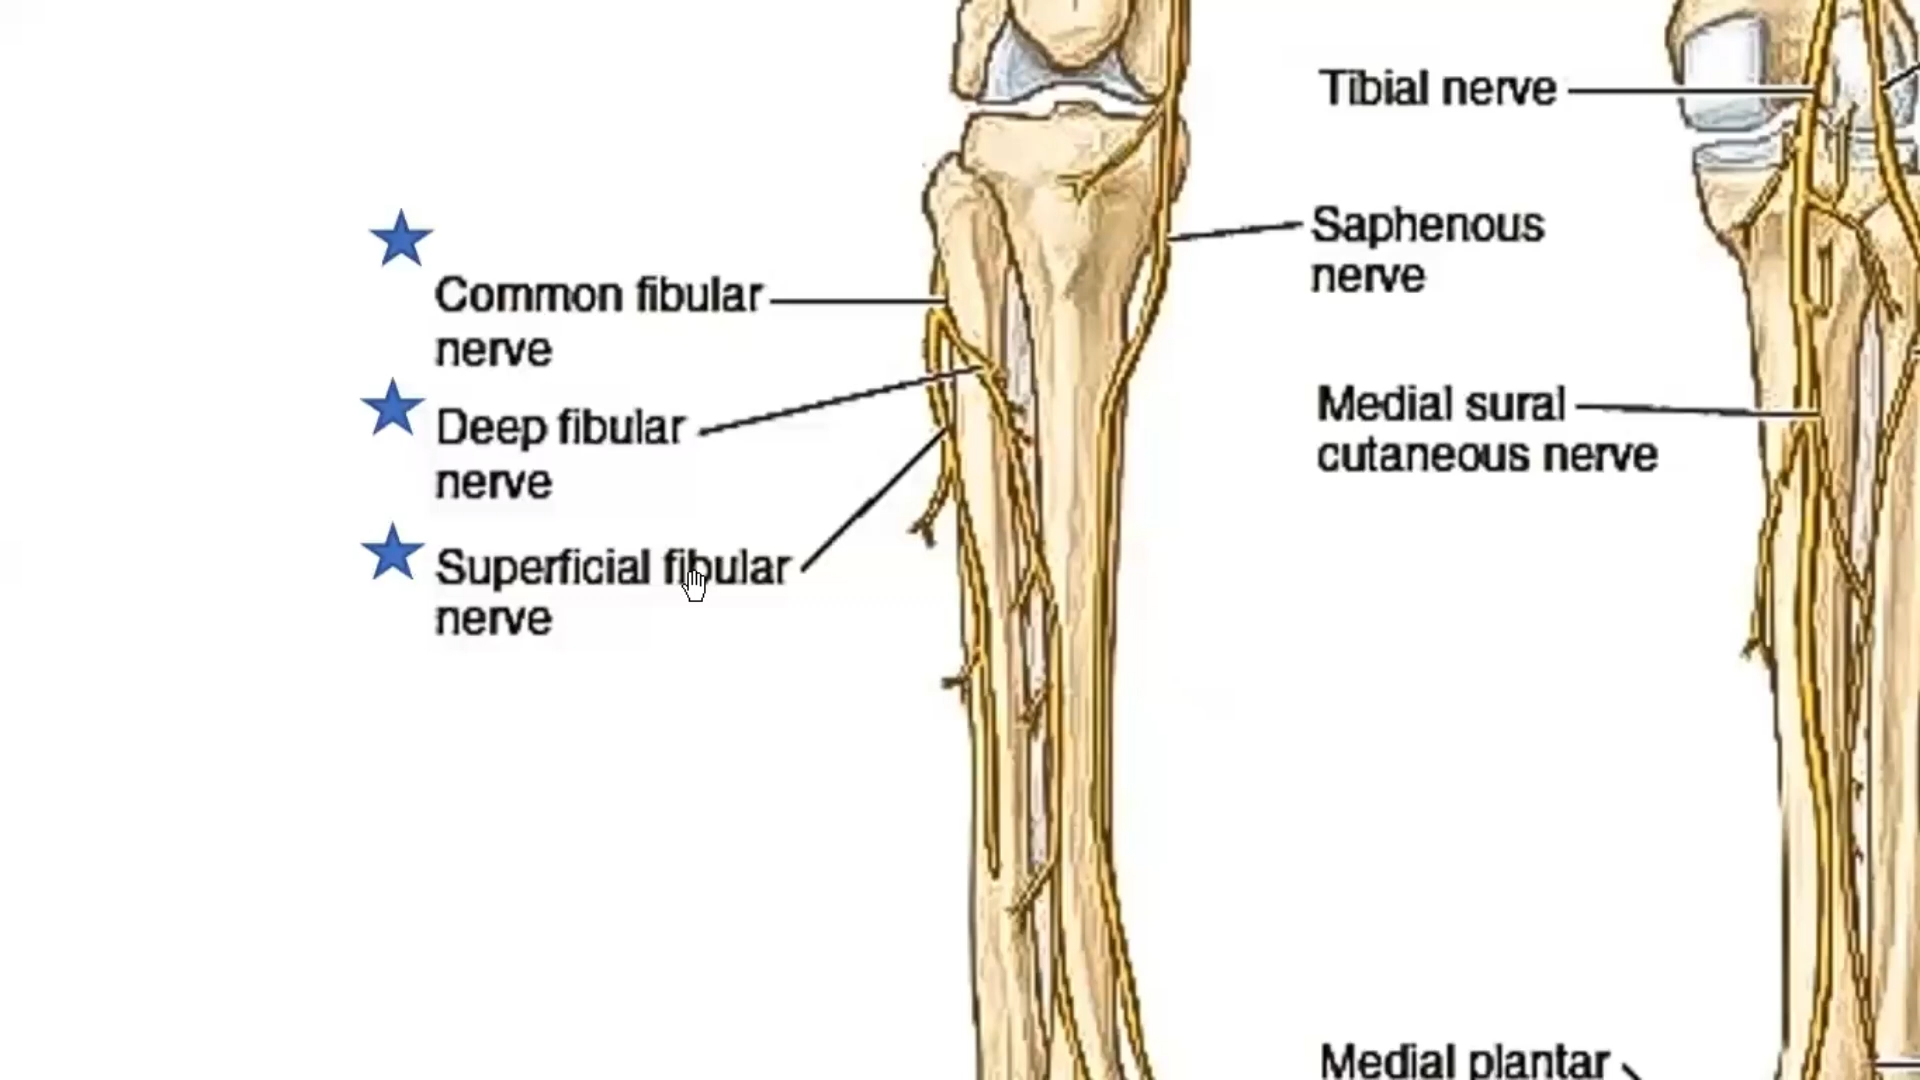 Common fibular
nerve
Deep fibular
nerve
Superficial fibular
nerve
Tibial nerve
Saphenous
nerve
Medial sural
cutaneous nerve
Medial plantar